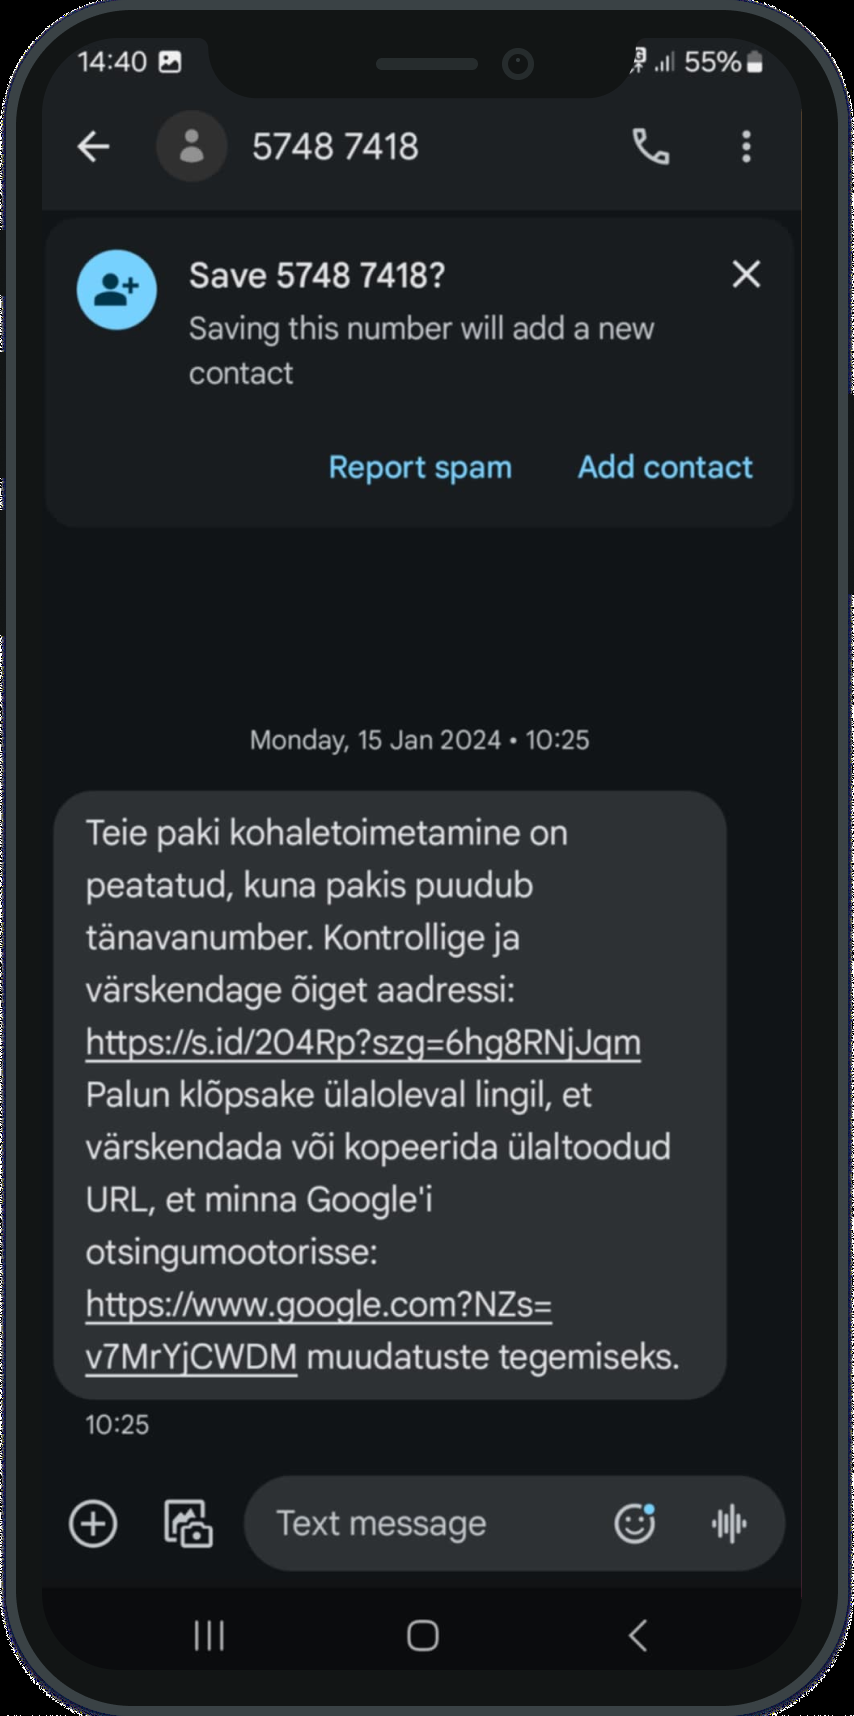 14:40
55%
5748 7418
Save 5748 7418?
Saving this number will add a new
contact
Report spam
Add contact
Monday, 15 Jan 2024 • 10:25
Teie paki kohaletoimetamine on
peatatud, kuna pakis puudub
tänavanumber. Kontrollige ja
värskendage õiget aadressi:
https://s.id/204Rp?szg=6hg8RNjJqm
Palun klõpsake ülaloleval lingil, et
värskendada või kopeerida ülaltoodud
URL, et minna Google'i
otsingumootorisse:
https://www.google.com?NZs=
v7MrYjCWDM muudatuste tegemiseks.
10:25
Text message